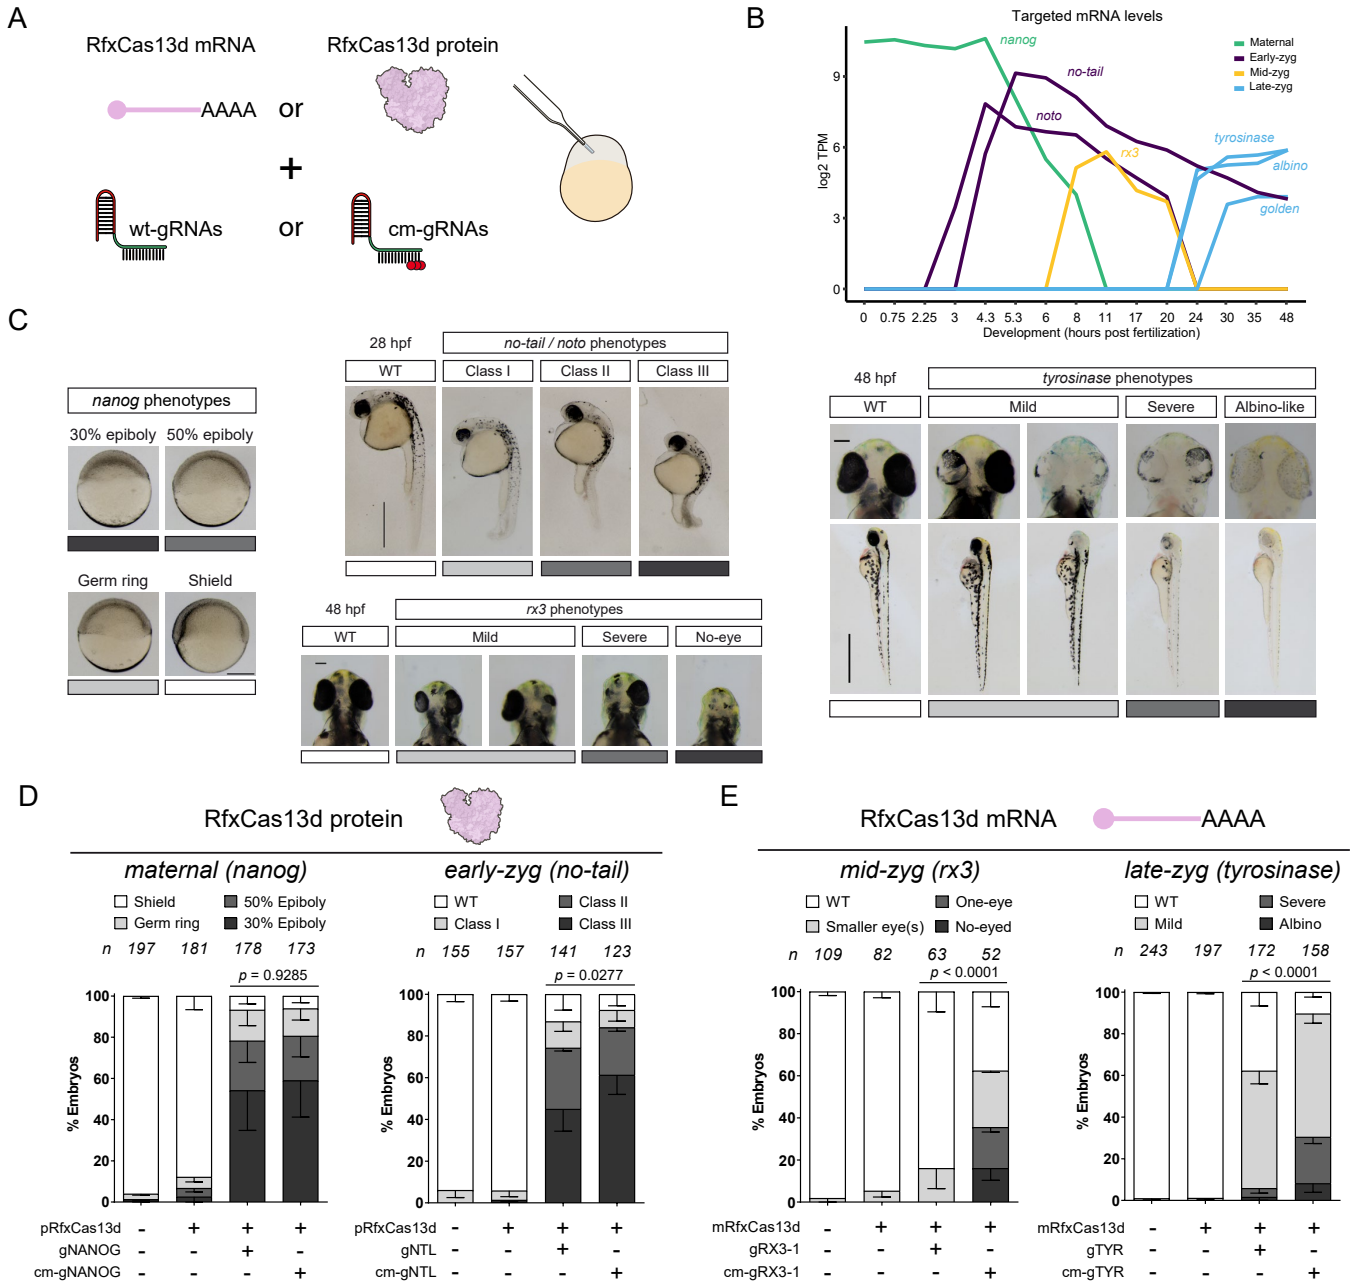 A
RfxCas13d mRNA
RfxCas13d protein
AAAA
or
+
wt-gRNAs
or
cm-gRNAs
B
Targeted mRNA levels
Maternal
Early-zyg
Mid-zyg
Late-zyg
nanog
no-tail
noto
rx3
tyrosinase
albino
golden
log2 TPM
9
6
3
0
0 0.75 2.25 3 4.3 5.3 6 8 11 17 20 24 30 35 48
Development (hours post fertilization)
C
nanog phenotypes
30% epiboly 50% epiboly
Germ ring Shield
28 hpf no-tail / noto phenotypes
WT Class I Class II Class III
48 hpf rx3 phenotypes
WT Mild Severe No-eye
48 hpf tyrosinase phenotypes
WT Mild Severe Albino-like
D
RfxCas13d protein
maternal (nanog)
Shield 50% Epiboly
Germ ring 30% Epiboly
n 197 181 178 173
p = 0.9285
% Embryos
100
80
60
40
20
0
pRfxCas13d - + + +
gNANOG - - + -
cm-gNANOG - - - +
early-zyg (no-tail)
WT Class II
Class I Class III
n 155 157 141 123
p = 0.0277
% Embryos
100
80
60
40
20
0
pRfxCas13d - + + +
gNTL - - + -
cm-gNTL - - - +
E
RfxCas13d mRNA
AAAA
mid-zyg (rx3)
WT One-eye
Smaller eye(s) No-eyed
n 109 82 63 52
p < 0.0001
% Embryos
100
80
60
40
20
0
mRfxCas13d - + + +
gRX3-1 - - + -
cm-gRX3-1 - - - +
late-zyg (tyrosinase)
WT Severe
Mild Albino
n 243 197 172 158
p < 0.0001
% Embryos
100
80
60
40
20
0
mRfxCas13d - + + +
gTYR - - + -
cm-gTYR - - - +